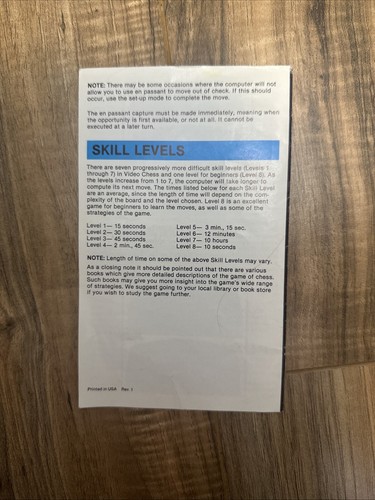 NOTE: There may be some occasions where the computer will not
allow you to use en passant to move out of check. If this should
occur, use the set-up mode to complete the move.
The en passant capture must be made immediately, meaning when
the opportunity is first available, or not at all. It cannot be
executed at a later turn.
SKILL LEVELS
There are seven progressively more difficult skill levels (Levels 1
through 7) in Video Chess and one level for beginners (Level 8). As
the levels increase from 1 to 7, the computer will take longer to
compute its next move. The times listed below for each Skill Level
are an average, since the length of time will depend on the com-
plexity of the board and the level chosen. Level 8 is an excellent
game for beginners to learn the moves, as well as some of the
strategies of the game.
Level 1— 15 seconds
Level 2— 30 seconds
Level 3— 45 seconds
Level 4— 2 min., 45 sec.
Level 5— 3 min., 15 sec.
Level 6— 12 minutes
Level 7— 10 hours
Level 8— 10 seconds
NOTE: Length of time on some of the above Skill Levels may vary.
As a closing note it should be pointed out that there are various
books which give more detailed descriptions of the game of chess.
Such books may give you more insight into the game's wide range
of strategies. We suggest going to your local library or book store
if you wish to study the game further.
Printed in USA Rev. 1